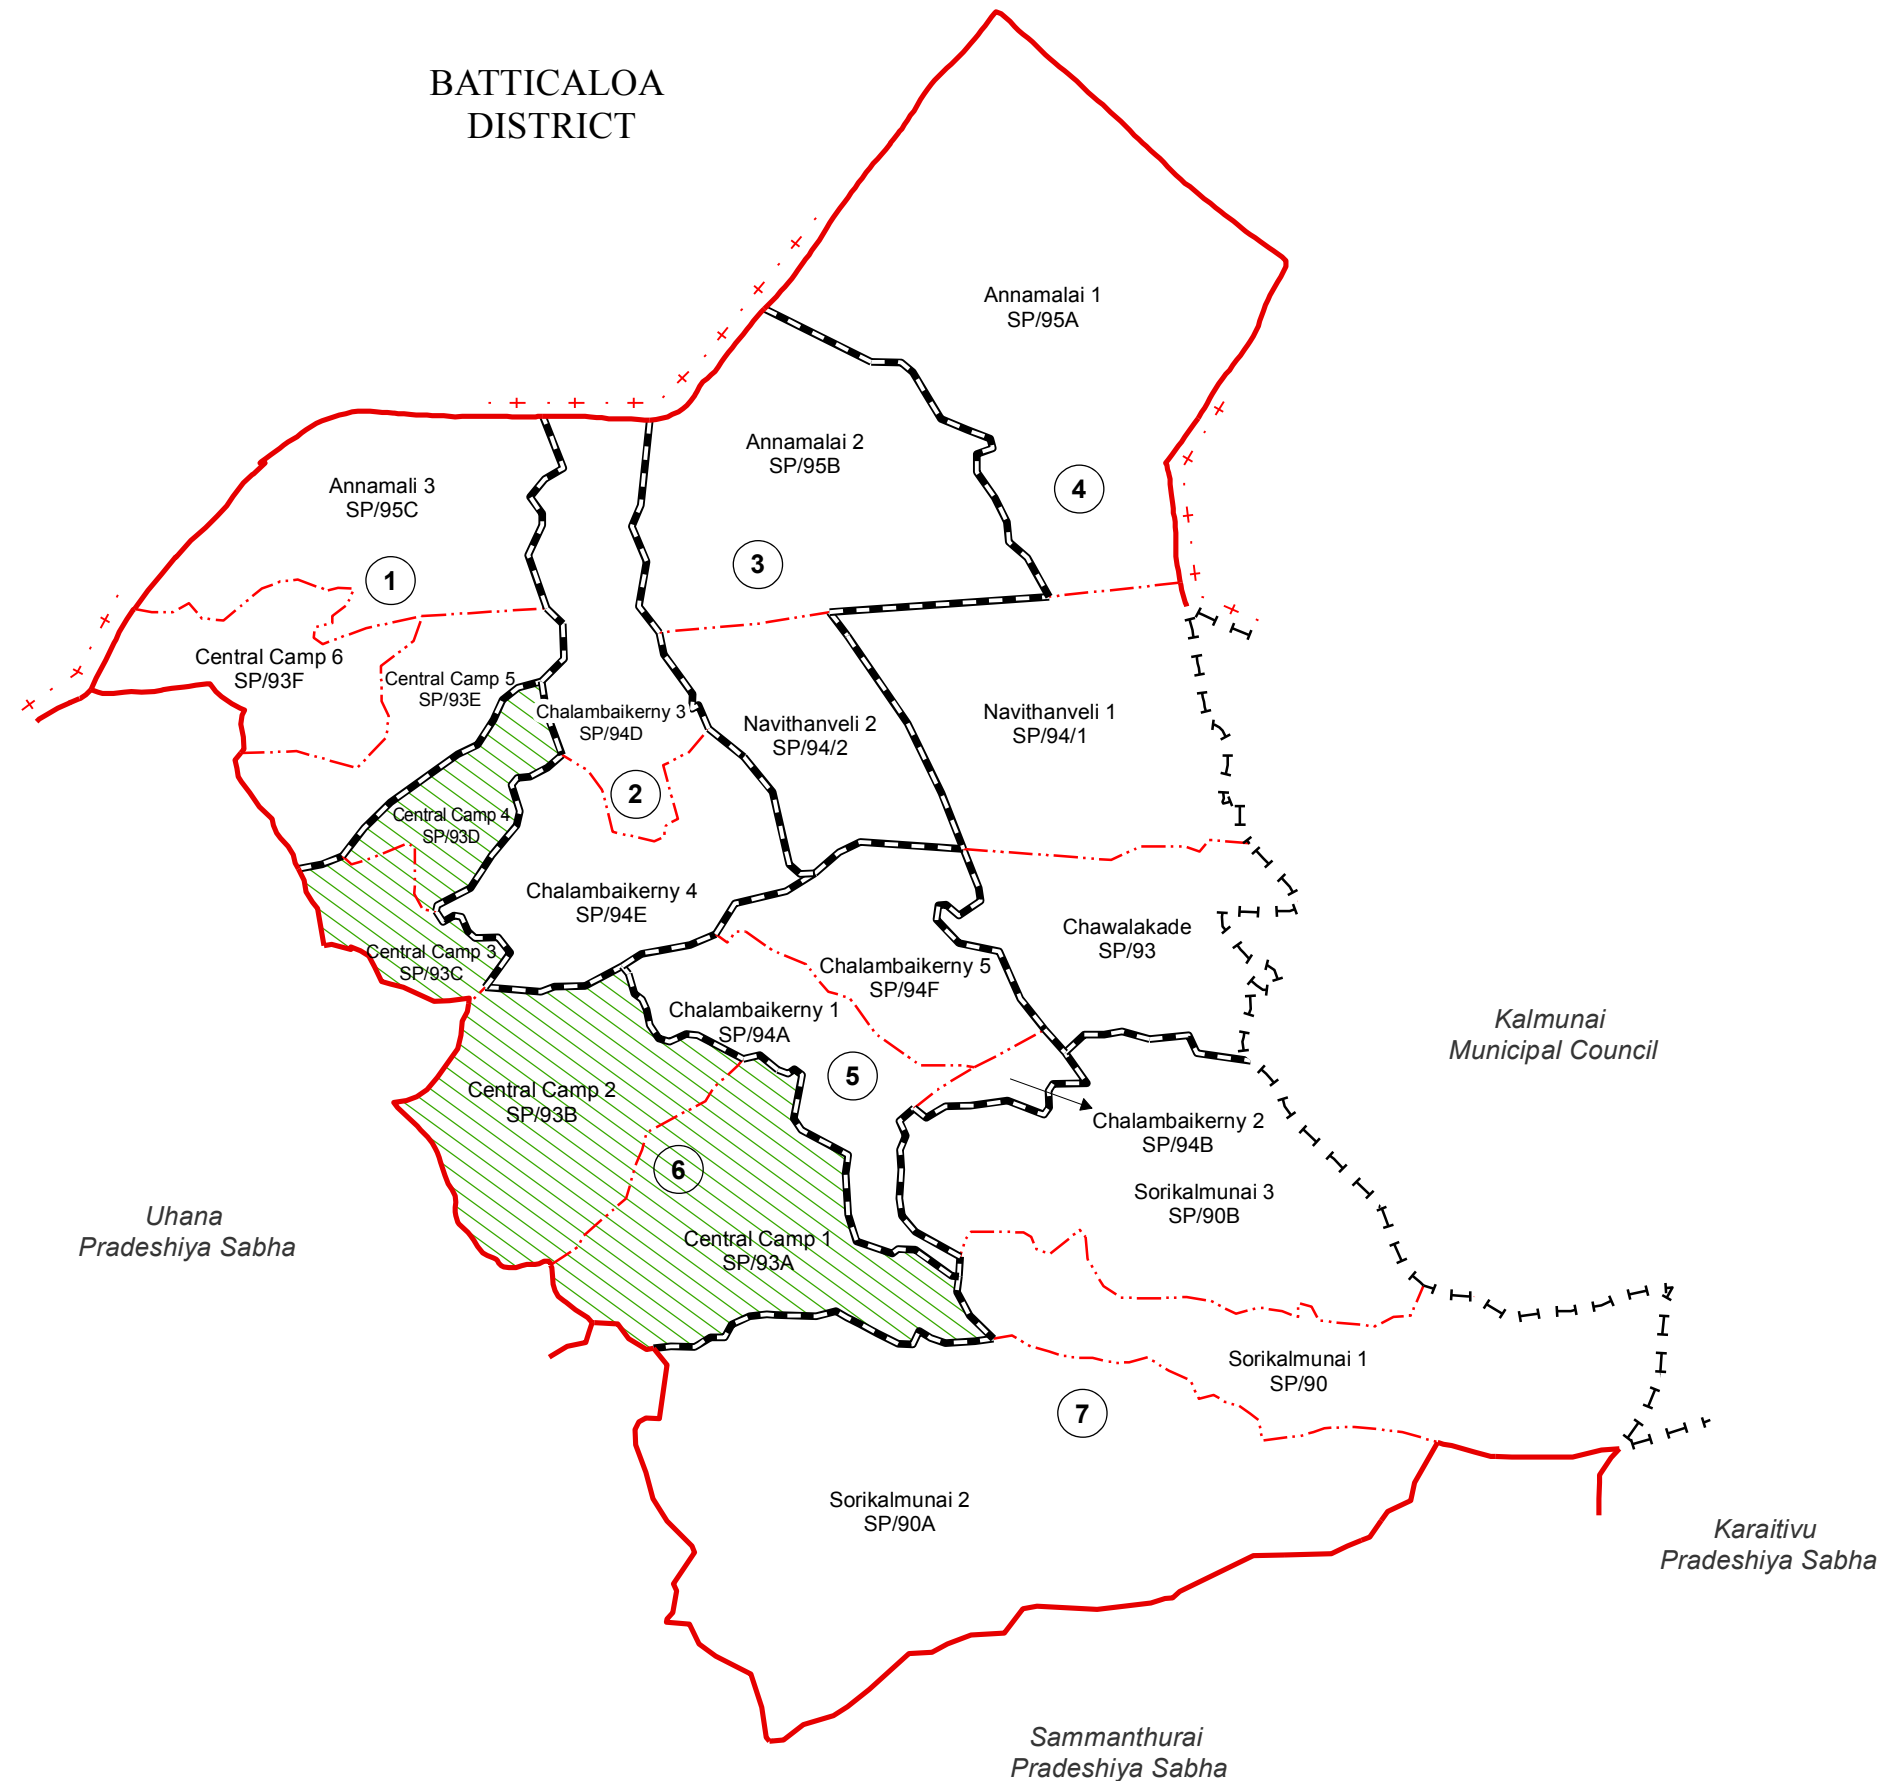 BATTICALOA
DISTRICT
Annamalai 1
SP/95A
Annamalai 2
SP/95B
4
Annamali 3
SP/95C
3
1
Central Camp 6
SP/93F
Central Camp 5
SP/93E
Chalambaikerny 3
SP/94D
Navithanveli 2
SP/94/2
Navithanveli 1
SP/94/1
2
Central Camp 4
SP/93D
Chalambaikerny 4
SP/94E
Chawalakade
SP/93
Central Camp 3
SP/93C
Chalambaikerny 5
SP/94F
Chalambaikerny 1
SP/94A
Kalmunai
Municipal Council
5
Central Camp 2
SP/93B
Chalambaikerny 2
SP/94B
6
Sorikalmunai 3
SP/90B
Uhana
Pradeshiya Sabha
Central Camp 1
SP/93A
Sorikalmunai 1
SP/90
7
Sorikalmunai 2
SP/90A
Karaitivu
Pradeshiya Sabha
Sammanthurai
Pradeshiya Sabha